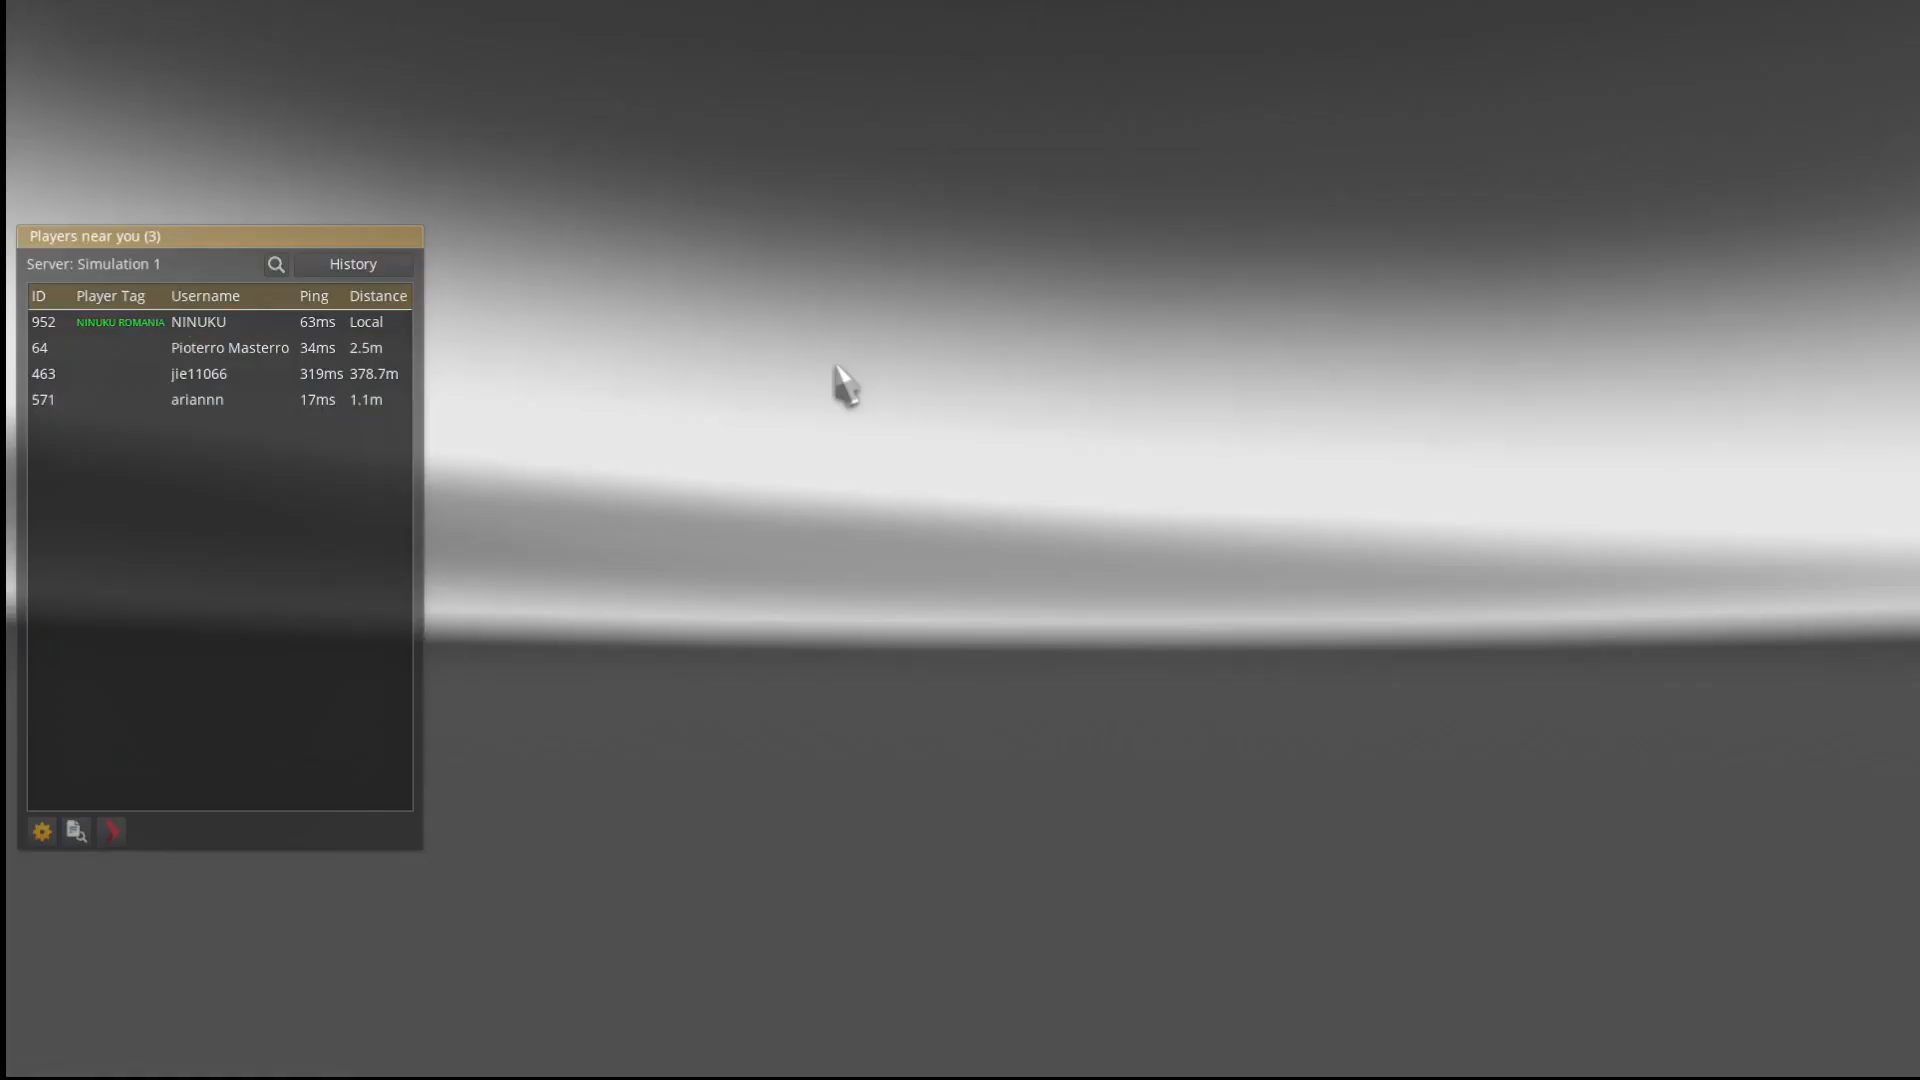 Players near you (3)
Server: Simulation 1 History
ID Player Tag Username Ping Distance
952 NINUKU ROMANIA NINUKU 63ms Local
64 Pioterro Masterro 34ms 2.5m
463 jie11066 319ms 378.7m
571 ariannn 17ms 1.1m